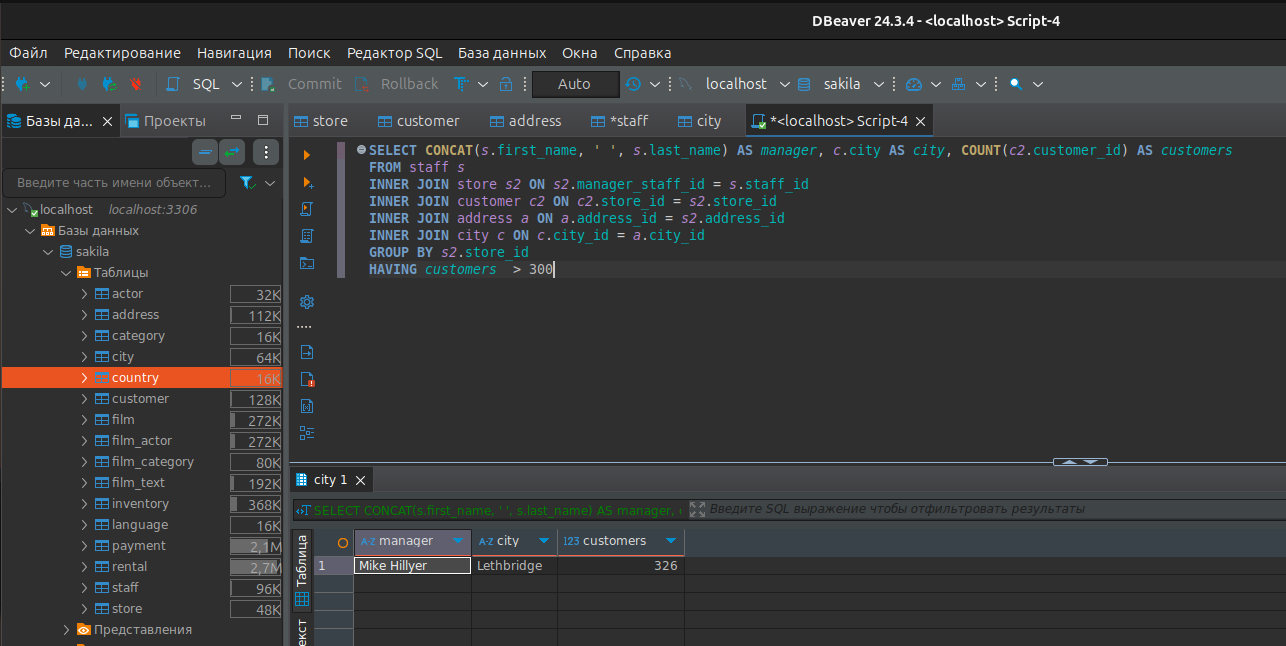 DBeaver 24.3.4 - <localhost> Script-4
Файл Редактирование Навигация Поиск Редактор SQL База данных Окна Справка
SQL Commit Rollback Auto localhost sakila
Базы да... Проекты
store customer address *staff city *<localhost> Script-4
Введите часть имени объект...
SELECT CONCAT(s.first_name, ' ', s.last_name) AS manager, c.city AS city, COUNT(c2.customer_id) AS customers
FROM staff s
INNER JOIN store s2 ON s2.manager_staff_id = s.staff_id
INNER JOIN customer c2 ON c2.store_id = s2.store_id
INNER JOIN address a ON a.address_id = s2.address_id
INNER JOIN city c ON c.city_id = a.city_id
GROUP BY s2.store_id
HAVING customers > 300
localhost localhost:3306
Базы данных
sakila
Таблицы
actor 32K
address 112K
category 16K
city 64K
country 16K
customer 128K
film 272K
film_actor 272K
film_category 80K
film_text 192K
inventory 368K
language 16K
payment 2,1M
rental 2,7M
staff 96K
store 48K
Представления
city 1
SELECT CONCAT(s.first_name, ' ', s.last_name) AS manager, Введите SQL выражение чтобы отфильтровать результаты
Таблица
A-Z manager A-Z city 123 customers
1 Mike Hillyer Lethbridge 326